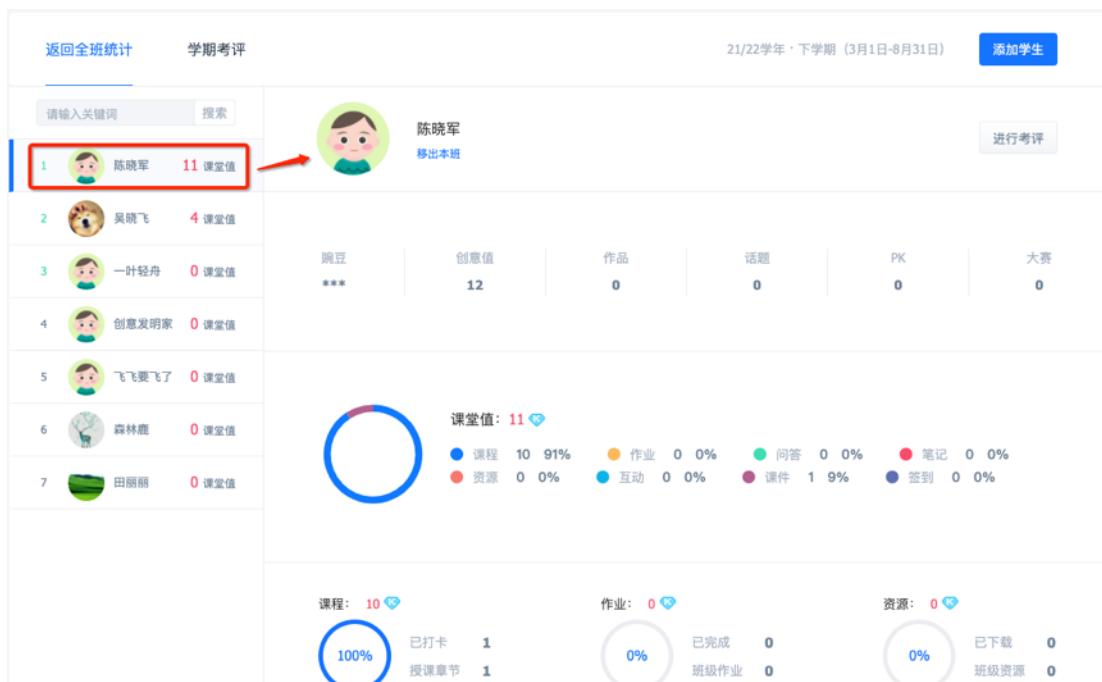 返回全班统计 学期考评 21/22学年·下学期（3月1日-8月31日） 添加学生
请输入关键词 搜索
1 陈晓军 11 课堂值
2 吴晓飞 4 课堂值
3 一叶轻舟 0 课堂值
4 创意发明家 0 课堂值
5 飞飞要飞了 0 课堂值
6 森林鹿 0 课堂值
7 田丽丽 0 课堂值
陈晓军
移出本班
进行考评
豌豆 创意值 作品 话题 PK 大赛
*** 12 0 0 0 0
课堂值：11
课程 10 91% 作业 0 0% 问答 0 0% 笔记 0 0%
资源 0 0% 互动 0 0% 课件 1 9% 签到 0 0%
课程： 10 作业： 0 资源： 0
100% 已打卡 1 0% 已完成 0 0% 已下载 0
授课章节 1 班级作业 0 班级资源 0